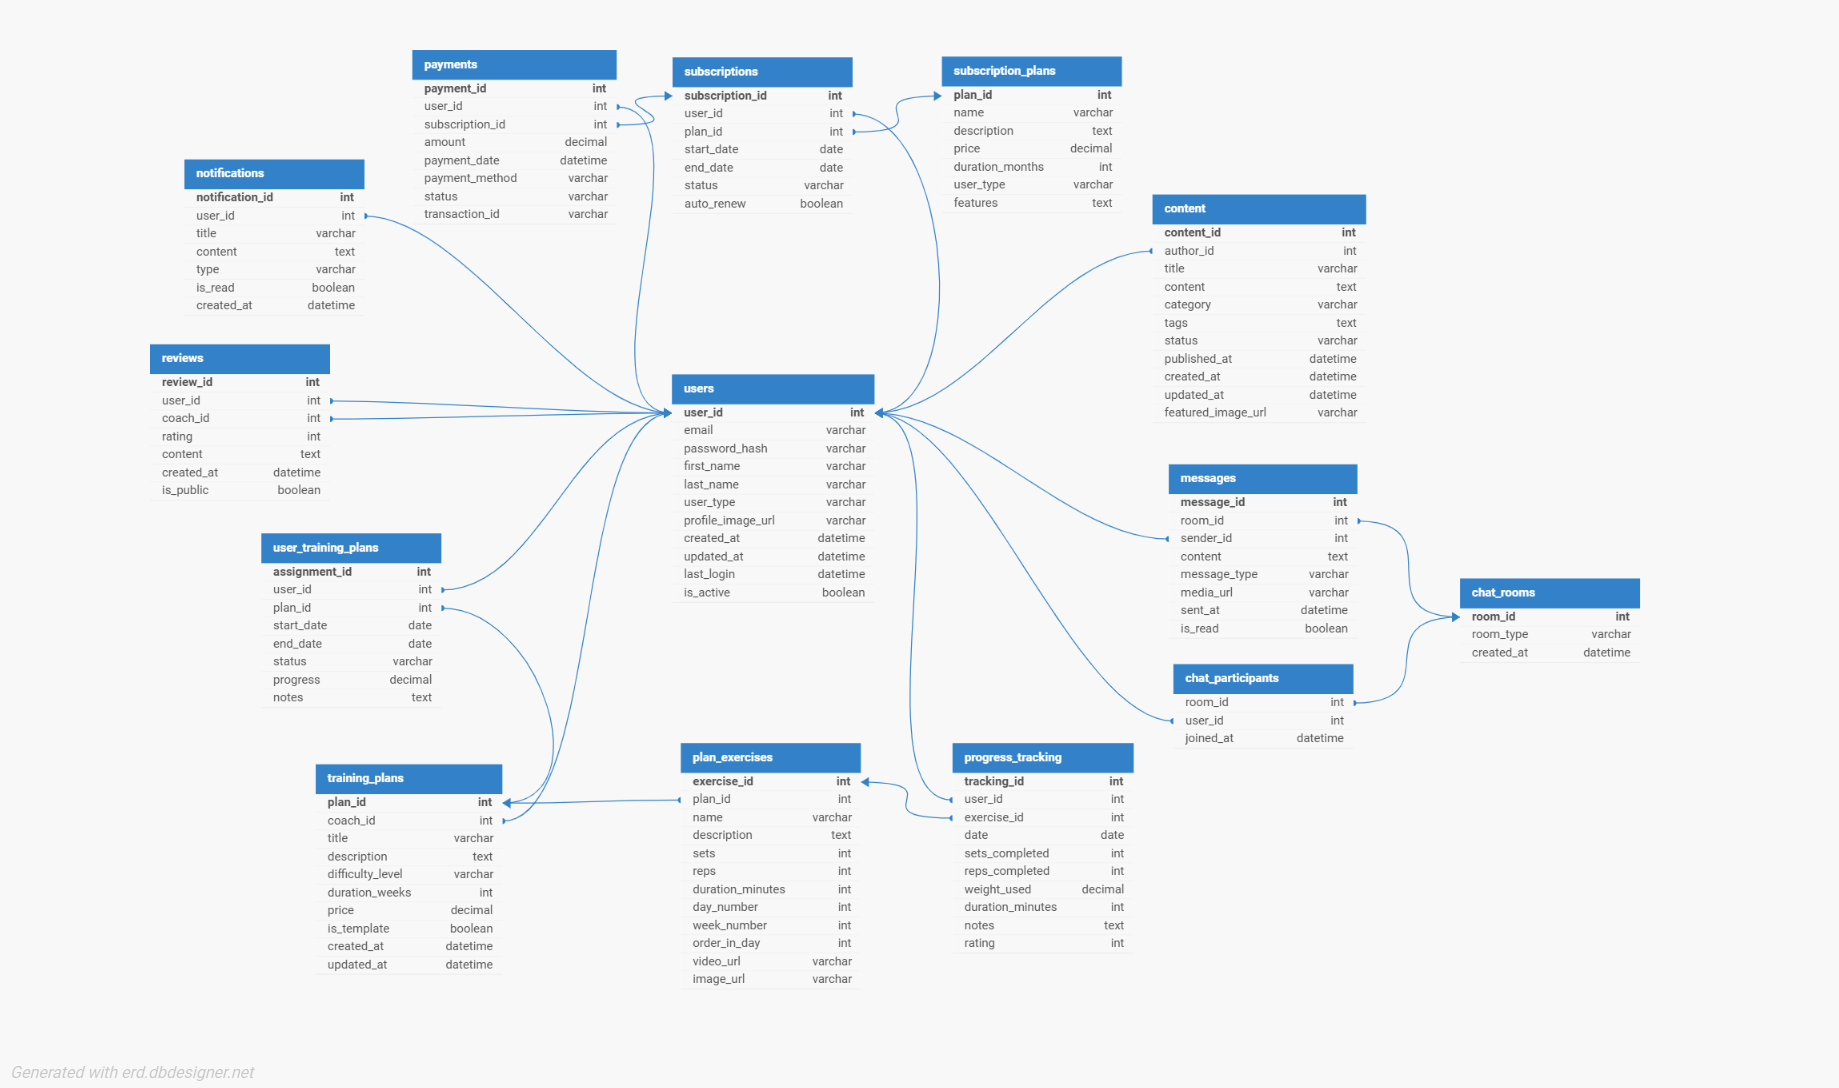 payments
payment_id int
user_id int
subscription_id int
amount decimal
payment_date datetime
payment_method varchar
status varchar
transaction_id varchar
subscriptions
subscription_id int
user_id int
plan_id int
start_date date
end_date date
status varchar
auto_renew boolean
subscription_plans
plan_id int
name varchar
description text
price decimal
duration_months int
user_type varchar
features text
notifications
notification_id int
user_id int
title varchar
content text
type varchar
is_read boolean
created_at datetime
content
content_id int
author_id int
title varchar
content text
category varchar
tags text
status varchar
published_at datetime
created_at datetime
updated_at datetime
featured_image_url varchar
reviews
review_id int
user_id int
coach_id int
rating int
content text
created_at datetime
is_public boolean
users
user_id int
email varchar
password_hash varchar
first_name varchar
last_name varchar
user_type varchar
profile_image_url varchar
created_at datetime
updated_at datetime
last_login datetime
is_active boolean
messages
message_id int
room_id int
sender_id int
content text
message_type varchar
media_url varchar
sent_at datetime
is_read boolean
user_training_plans
assignment_id int
user_id int
plan_id int
start_date date
end_date date
status varchar
progress decimal
notes text
chat_rooms
room_id int
room_type varchar
created_at datetime
chat_participants
room_id int
user_id int
joined_at datetime
training_plans
plan_id int
coach_id int
title varchar
description text
difficulty_level varchar
duration_weeks int
price decimal
is_template boolean
created_at datetime
updated_at datetime
plan_exercises
exercise_id int
plan_id int
name varchar
description text
sets int
reps int
duration_minutes int
day_number int
week_number int
order_in_day int
video_url varchar
image_url varchar
progress_tracking
tracking_id int
user_id int
exercise_id int
date date
sets_completed int
reps_completed int
weight_used decimal
duration_minutes int
notes text
rating int
Generated with erd.dbdesigner.net